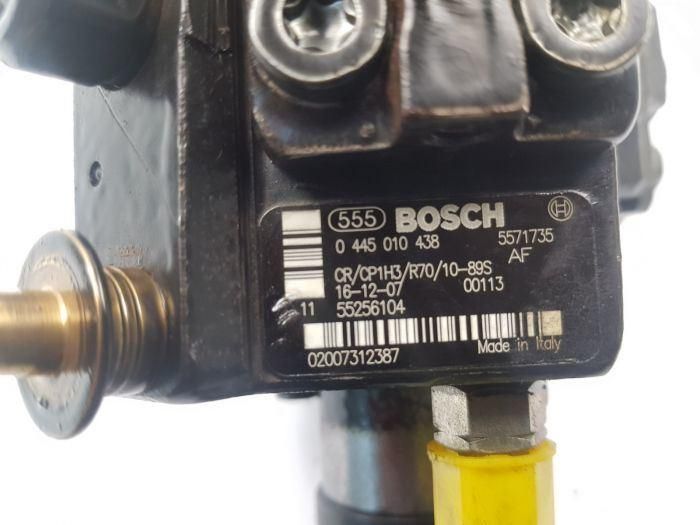 555 BOSCH
0 445 010 438 5571735
AF
CR/CP1H3/R70/10-89S
16-12-07 00113
11 55256104
02007312387 Made in Italy